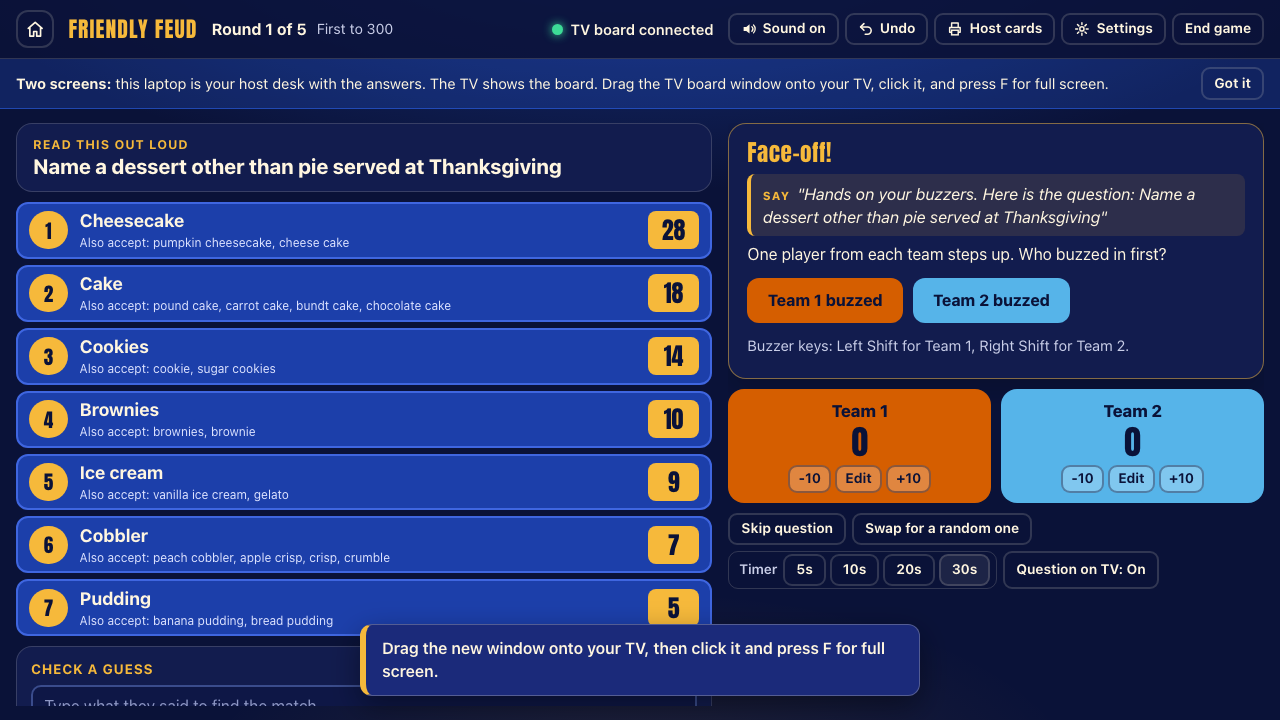 FRIENDLY FEUD
Round 1 of 5
First to 300
TV board connected
Sound on
Undo
Host cards
Settings
End game
Two screens: this laptop is your host desk with the answers. The TV shows the board. Drag the TV board window onto your TV, click it, and press F for full screen.
Got it
READ THIS OUT LOUD
Name a dessert other than pie served at Thanksgiving
1
Cheesecake
Also accept: pumpkin cheesecake, cheese cake
28
2
Cake
Also accept: pound cake, carrot cake, bundt cake, chocolate cake
18
3
Cookies
Also accept: cookie, sugar cookies
14
4
Brownies
Also accept: brownies, brownie
10
5
Ice cream
Also accept: vanilla ice cream, gelato
9
6
Cobbler
Also accept: peach cobbler, apple crisp, crisp, crumble
7
7
Pudding
Also accept: banana pudding, bread pudding
5
CHECK A GUESS
Type what they said to find the match
Face-off!
SAY "Hands on your buzzers. Here is the question: Name a
dessert other than pie served at Thanksgiving"
One player from each team steps up. Who buzzed in first?
Team 1 buzzed
Team 2 buzzed
Buzzer keys: Left Shift for Team 1, Right Shift for Team 2.
Team 1
0
-10
Edit
+10
Team 2
0
-10
Edit
+10
Skip question
Swap for a random one
Timer
5s
10s
20s
30s
Question on TV: On
Drag the new window onto your TV, then click it and press F for full
screen.